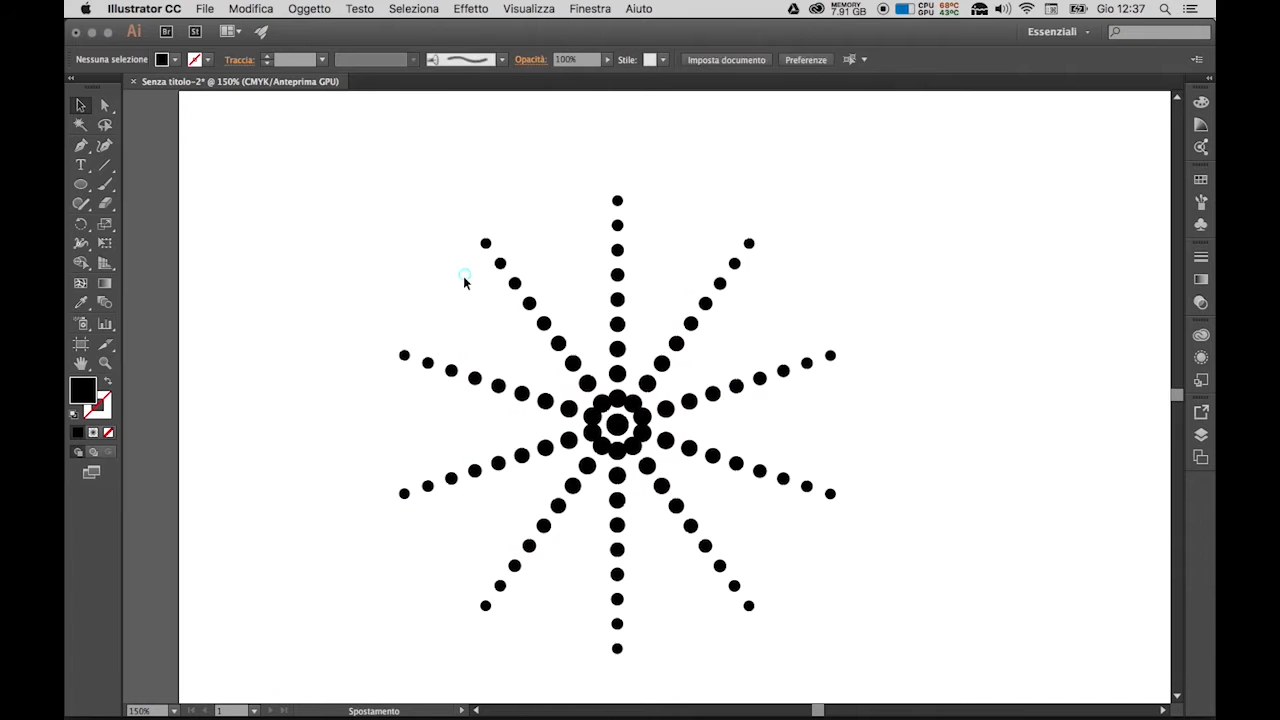 Illustrator CC File Modifica Oggetto Testo Seleziona Effetto Visualizza Finestra Aiuto MEMORY 7.91 GB CPU 68°C GPU 43°C Gio 12:37
Ai Br St Essenziali
Nessuna selezione Traccia: Opacità: 100% Stile: Imposta documento Preferenze
× Senza titolo-2* @ 150% (CMYK/Anteprima GPU)
T
150% 1 Spostamento